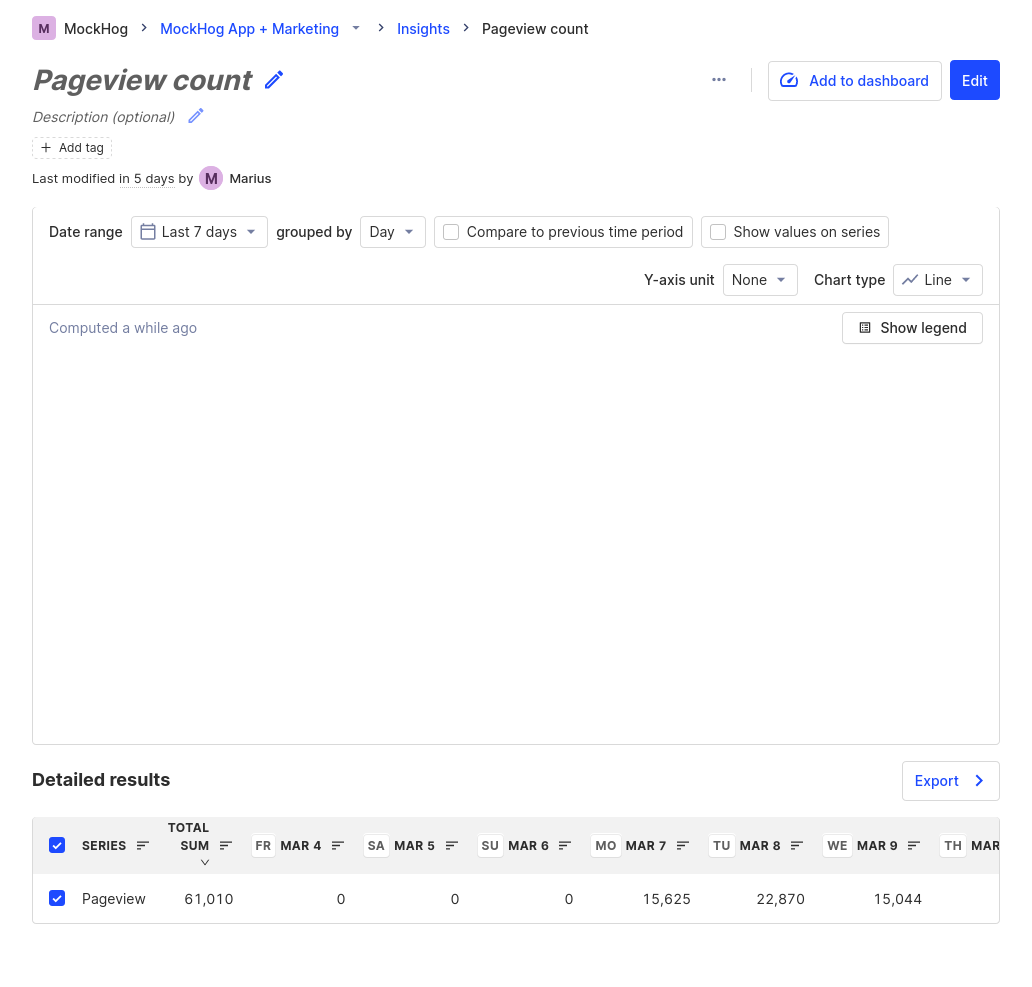 M MockHog MockHog App + Marketing Insights Pageview count
Pageview count
Add to dashboard Edit
Description (optional)
Add tag
Last modified in 5 days by M Marius
Date range Last 7 days grouped by Day Compare to previous time period Show values on series
Y-axis unit None Chart type Line
Computed a while ago Show legend
Detailed results Export
SERIES TOTAL SUM FR MAR 4 SA MAR 5 SU MAR 6 MO MAR 7 TU MAR 8 WE MAR 9 TH MAR
Pageview 61,010 0 0 0 15,625 22,870 15,044